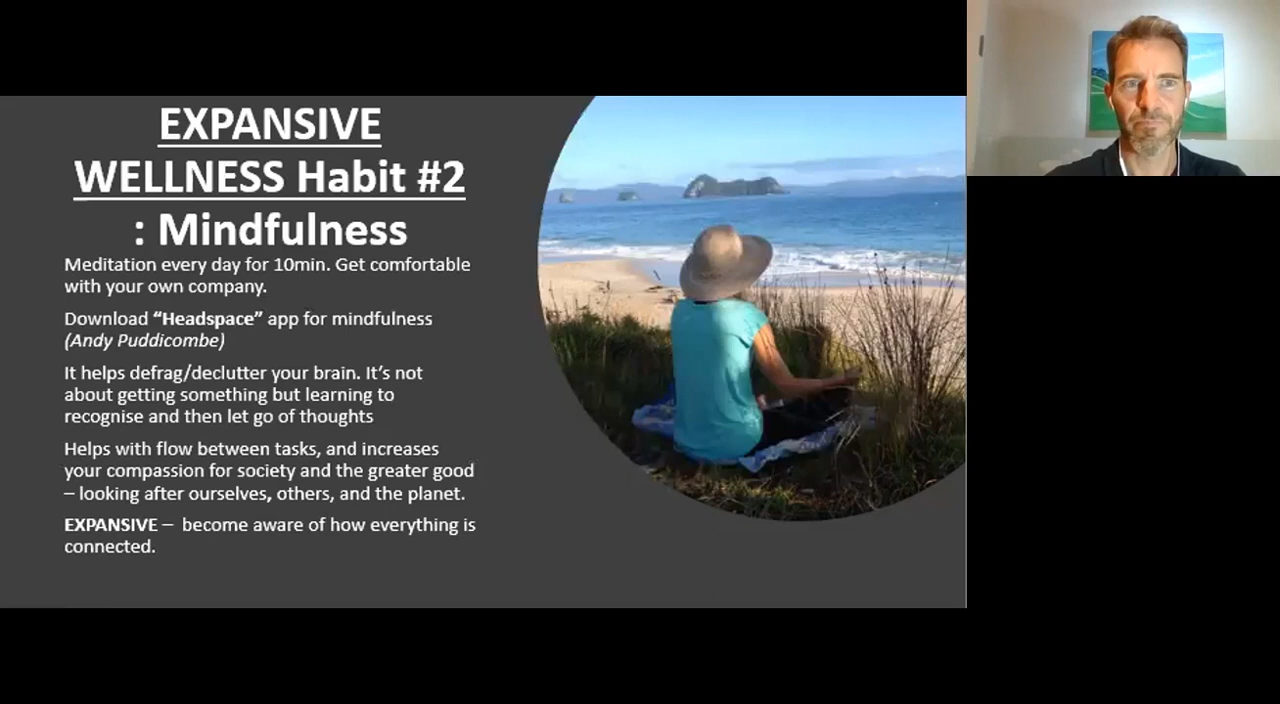 EXPANSIVE
WELLNESS Habit #2
: Mindfulness
Meditation every day for 10min. Get comfortable
with your own company.
Download “Headspace” app for mindfulness
(Andy Puddicombe)
It helps defrag/declutter your brain. It’s not
about getting something but learning to
recognise and then let go of thoughts
Helps with flow between tasks, and increases
your compassion for society and the greater good
– looking after ourselves, others, and the planet.
EXPANSIVE – become aware of how everything is
connected.